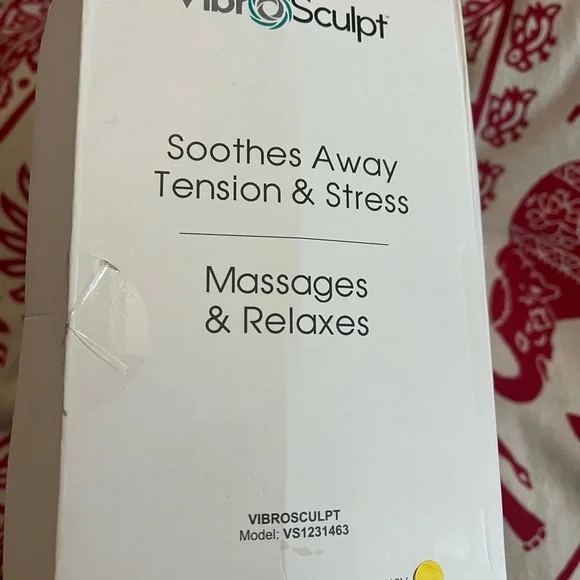 VibroSculpt
Soothes Away
Tension & Stress
Massages
& Relaxes
VIBROSCULPT
Model: VS1231463